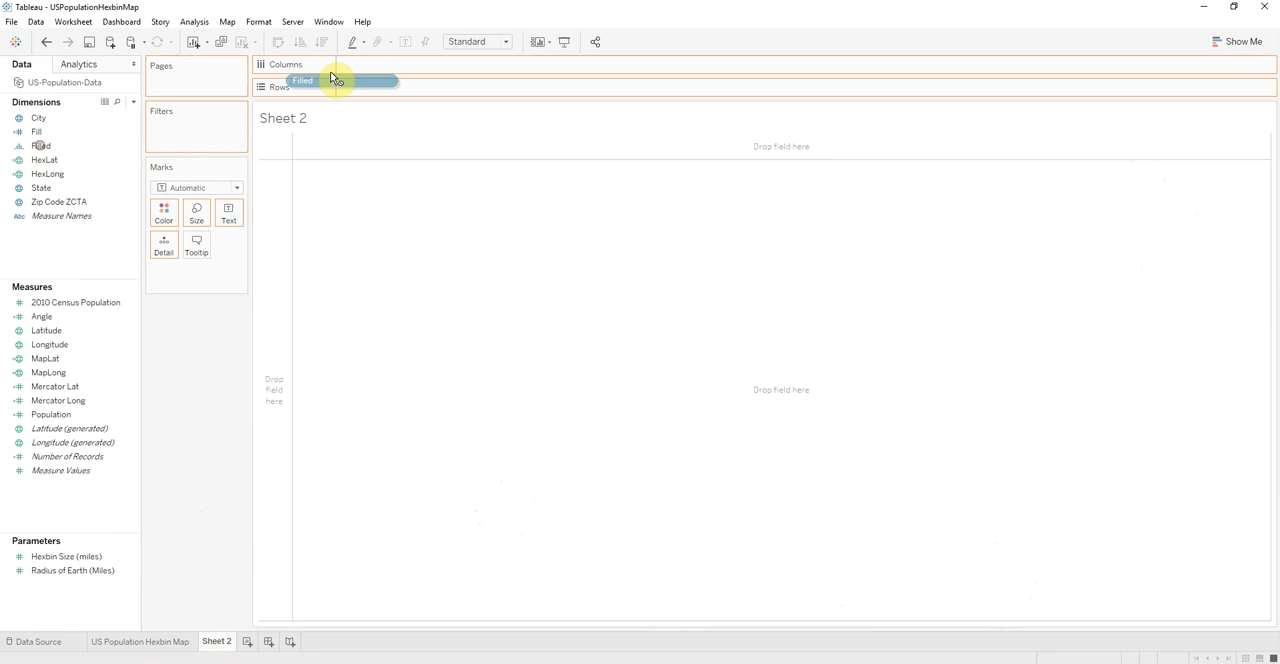 Tableau - USPopulationHexbinMap
File Data Worksheet Dashboard Story Analysis Map Format Server Window Help
Standard
Show Me
Data Analytics
US-Population-Data
Dimensions
City
Fill
Filled
HexLat
HexLong
State
Zip Code ZCTA
Abc Measure Names
Measures
2010 Census Population
Angle
Latitude
Longitude
MapLat
MapLong
Mercator Lat
Mercator Long
Population
Latitude (generated)
Longitude (generated)
Number of Records
Measure Values
Parameters
Hexbin Size (miles)
Radius of Earth (Miles)
Pages
Filters
Marks
Automatic
Color Size Text
Detail Tooltip
Columns
Filled
Rows
Sheet 2
Drop field here
Drop
field
here
Drop field here
Data Source US Population Hexbin Map Sheet 2